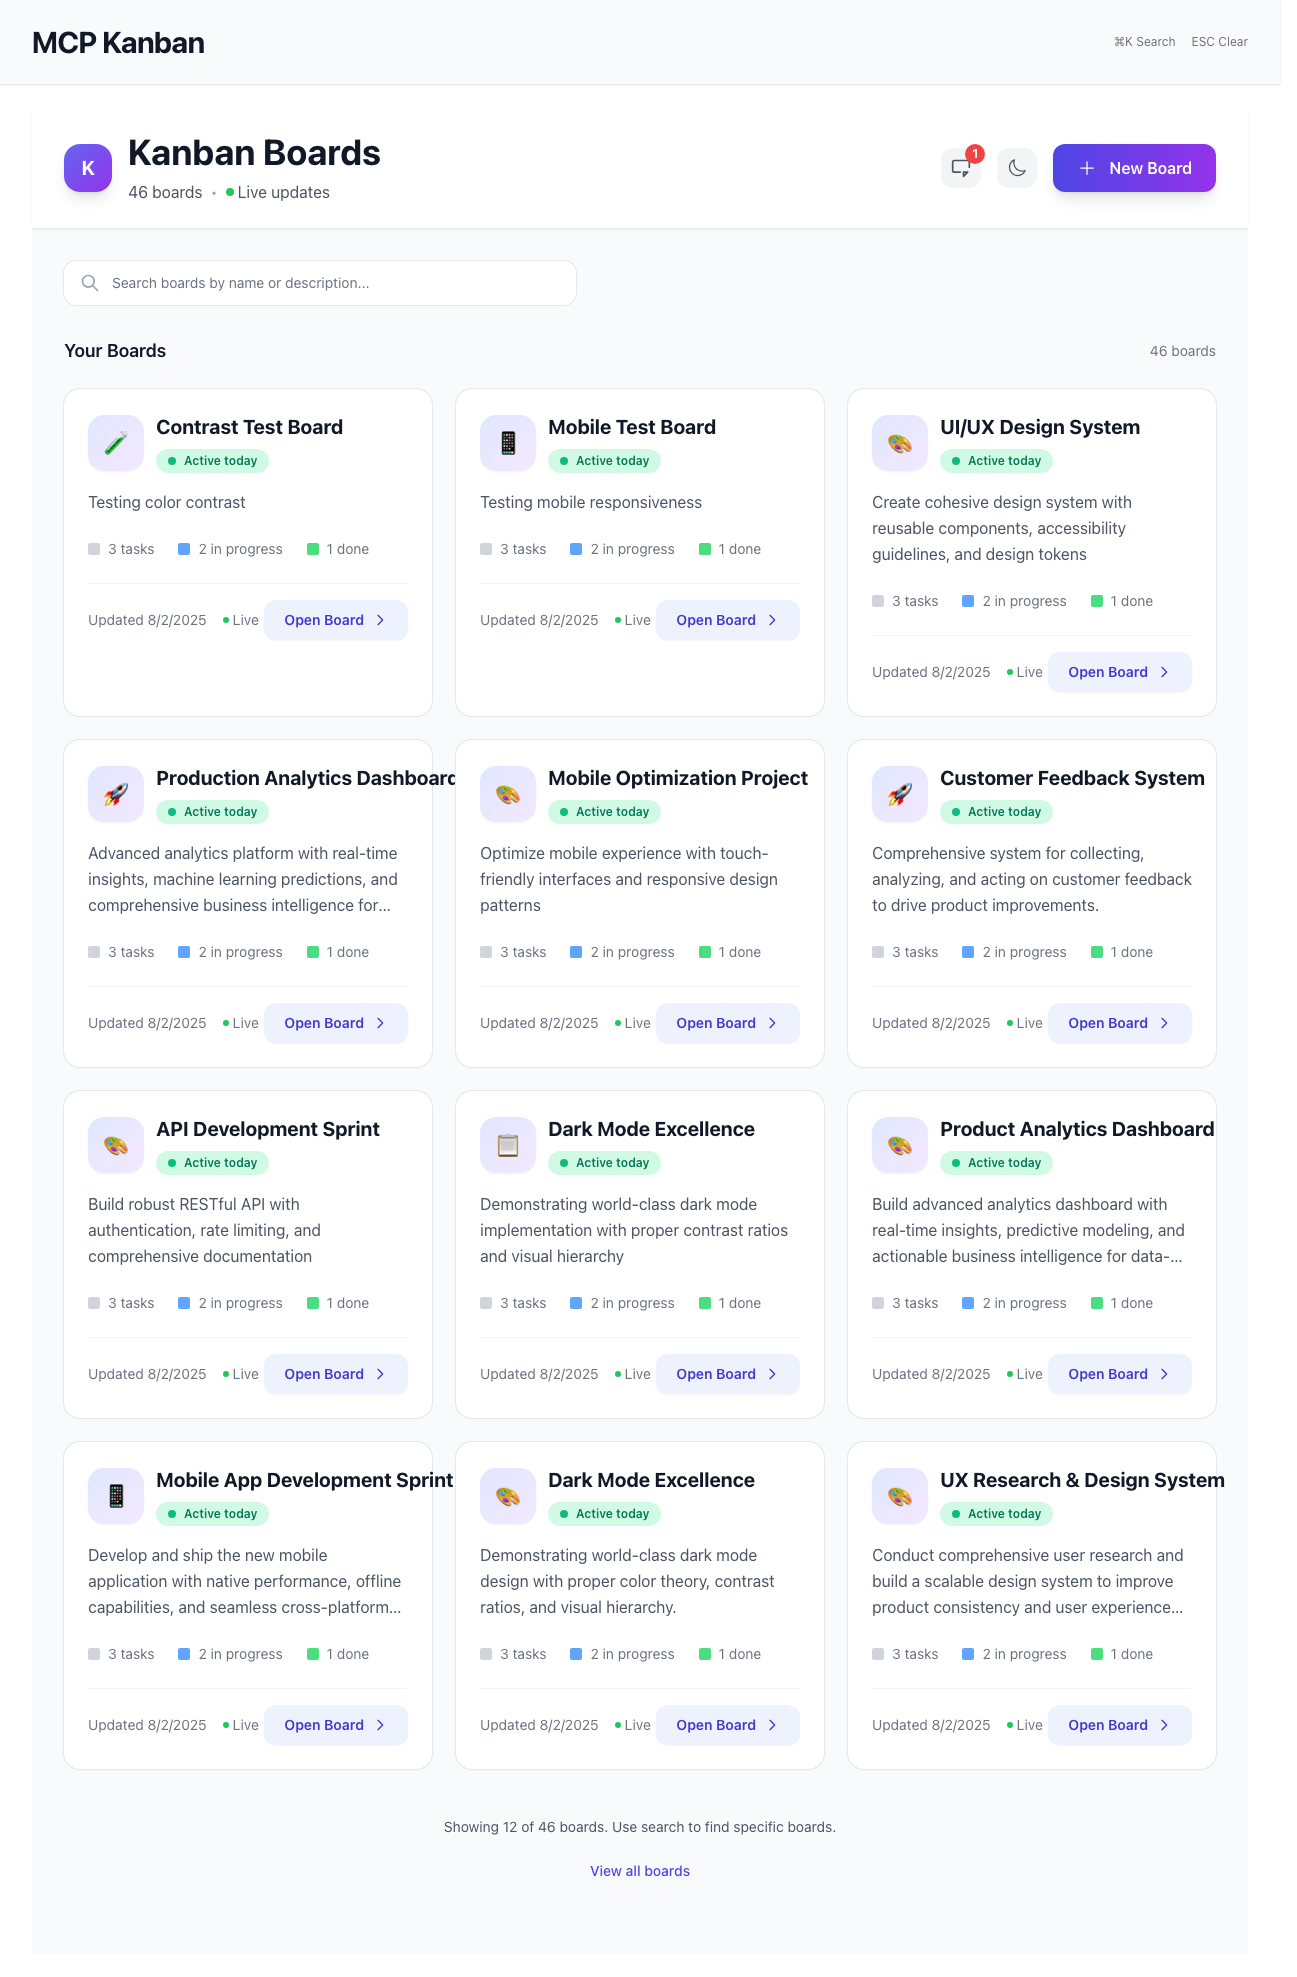 MCP Kanban
⌘K Search ESC Clear
K
Kanban Boards
46 boards • Live updates
1
New Board
Search boards by name or description...
Your Boards
46 boards
Contrast Test Board
Active today
Testing color contrast
3 tasks 2 in progress 1 done
Updated 8/2/2025 Live Open Board
Mobile Test Board
Active today
Testing mobile responsiveness
3 tasks 2 in progress 1 done
Updated 8/2/2025 Live Open Board
UI/UX Design System
Active today
Create cohesive design system with
reusable components, accessibility
guidelines, and design tokens
3 tasks 2 in progress 1 done
Updated 8/2/2025 Live Open Board
Production Analytics Dashboard
Active today
Advanced analytics platform with real-time
insights, machine learning predictions, and
comprehensive business intelligence for...
3 tasks 2 in progress 1 done
Updated 8/2/2025 Live Open Board
Mobile Optimization Project
Active today
Optimize mobile experience with touch-
friendly interfaces and responsive design
patterns
3 tasks 2 in progress 1 done
Updated 8/2/2025 Live Open Board
Customer Feedback System
Active today
Comprehensive system for collecting,
analyzing, and acting on customer feedback
to drive product improvements.
3 tasks 2 in progress 1 done
Updated 8/2/2025 Live Open Board
API Development Sprint
Active today
Build robust RESTful API with
authentication, rate limiting, and
comprehensive documentation
3 tasks 2 in progress 1 done
Updated 8/2/2025 Live Open Board
Dark Mode Excellence
Active today
Demonstrating world-class dark mode
implementation with proper contrast ratios
and visual hierarchy
3 tasks 2 in progress 1 done
Updated 8/2/2025 Live Open Board
Product Analytics Dashboard
Active today
Build advanced analytics dashboard with
real-time insights, predictive modeling, and
actionable business intelligence for data-...
3 tasks 2 in progress 1 done
Updated 8/2/2025 Live Open Board
Mobile App Development Sprint
Active today
Develop and ship the new mobile
application with native performance, offline
capabilities, and seamless cross-platform...
3 tasks 2 in progress 1 done
Updated 8/2/2025 Live Open Board
Dark Mode Excellence
Active today
Demonstrating world-class dark mode
design with proper color theory, contrast
ratios, and visual hierarchy.
3 tasks 2 in progress 1 done
Updated 8/2/2025 Live Open Board
UX Research & Design System
Active today
Conduct comprehensive user research and
build a scalable design system to improve
product consistency and user experience...
3 tasks 2 in progress 1 done
Updated 8/2/2025 Live Open Board
Showing 12 of 46 boards. Use search to find specific boards.
View all boards